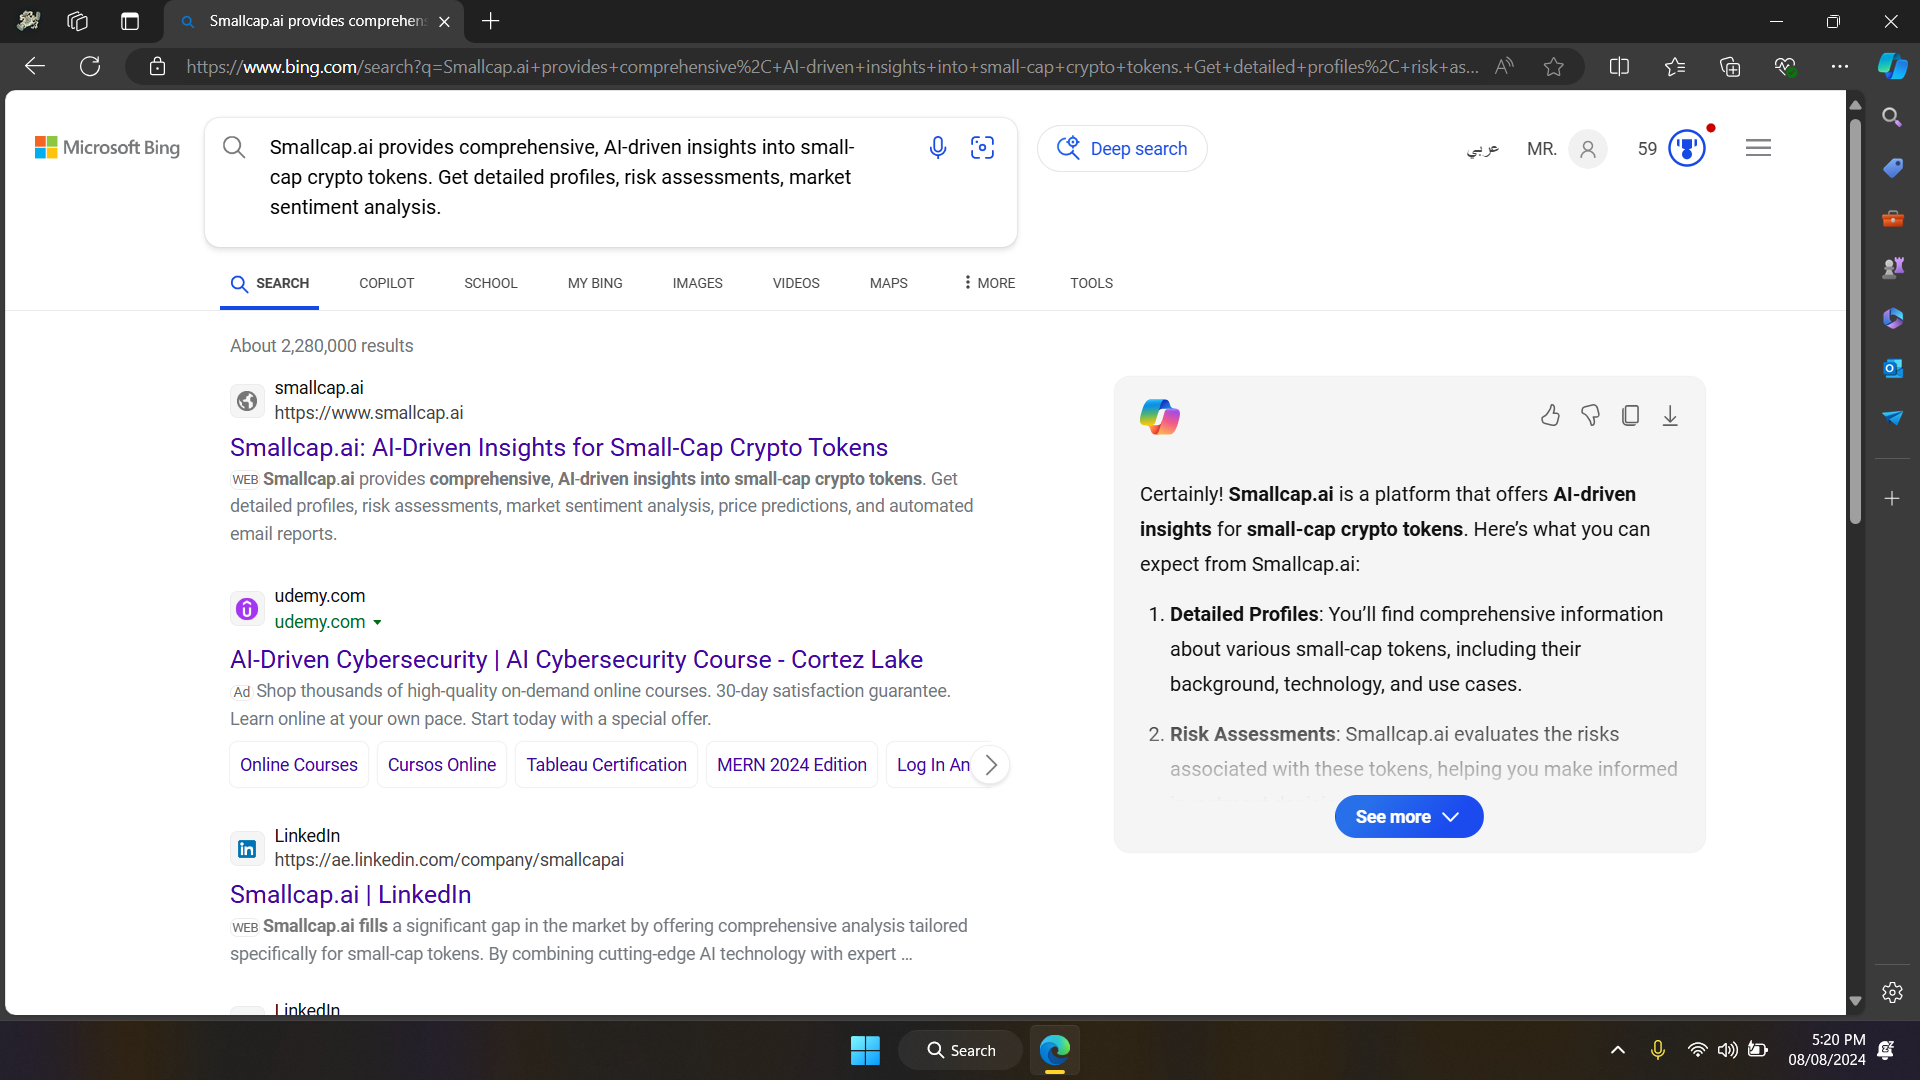 Smallcap.ai provides comprehens
https://www.bing.com/search?q=Smallcap.ai+provides+comprehensive%2C+AI-driven+insights+into+small-cap+crypto+tokens.+Get+detailed+profiles%2C+risk+as...
Microsoft Bing
Smallcap.ai provides comprehensive, AI-driven insights into small-
cap crypto tokens. Get detailed profiles, risk assessments, market
sentiment analysis.
Deep search
عربي
MR.
59
SEARCH
COPILOT
SCHOOL
MY BING
IMAGES
VIDEOS
MAPS
MORE
TOOLS
About 2,280,000 results
smallcap.ai
https://www.smallcap.ai
Smallcap.ai: AI-Driven Insights for Small-Cap Crypto Tokens
WEB Smallcap.ai provides comprehensive, AI-driven insights into small-cap crypto tokens. Get
detailed profiles, risk assessments, market sentiment analysis, price predictions, and automated
email reports.
udemy.com
udemy.com
AI-Driven Cybersecurity | AI Cybersecurity Course - Cortez Lake
Ad Shop thousands of high-quality on-demand online courses. 30-day satisfaction guarantee.
Learn online at your own pace. Start today with a special offer.
Online Courses
Cursos Online
Tableau Certification
MERN 2024 Edition
Log In An
LinkedIn
https://ae.linkedin.com/company/smallcapai
Smallcap.ai | LinkedIn
WEB Smallcap.ai fills a significant gap in the market by offering comprehensive analysis tailored
specifically for small-cap tokens. By combining cutting-edge AI technology with expert ...
LinkedIn
Certainly! Smallcap.ai is a platform that offers AI-driven
insights for small-cap crypto tokens. Here’s what you can
expect from Smallcap.ai:
1. Detailed Profiles: You’ll find comprehensive information
about various small-cap tokens, including their
background, technology, and use cases.
2. Risk Assessments: Smallcap.ai evaluates the risks
associated with these tokens, helping you make informed
See more
Search
5:20 PM
08/08/2024